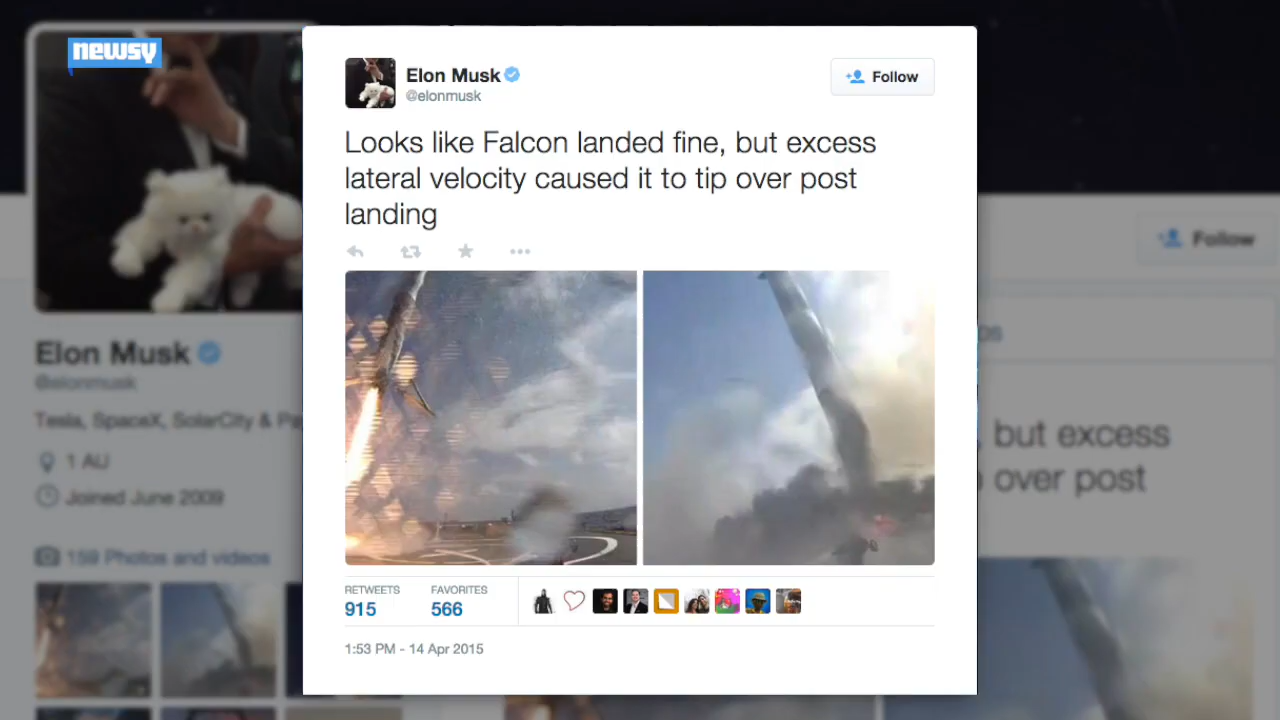 newsy
Elon Musk
@elonmusk
Follow
Looks like Falcon landed fine, but excess
lateral velocity caused it to tip over post
landing
RETWEETS
915
FAVORITES
566
1:53 PM - 14 Apr 2015
Elon Musk
@elonmusk
Tesla, SpaceX, SolarCity &
1 AU
Joined June 2009
159 Photos and videos
Follow
but excess
over post